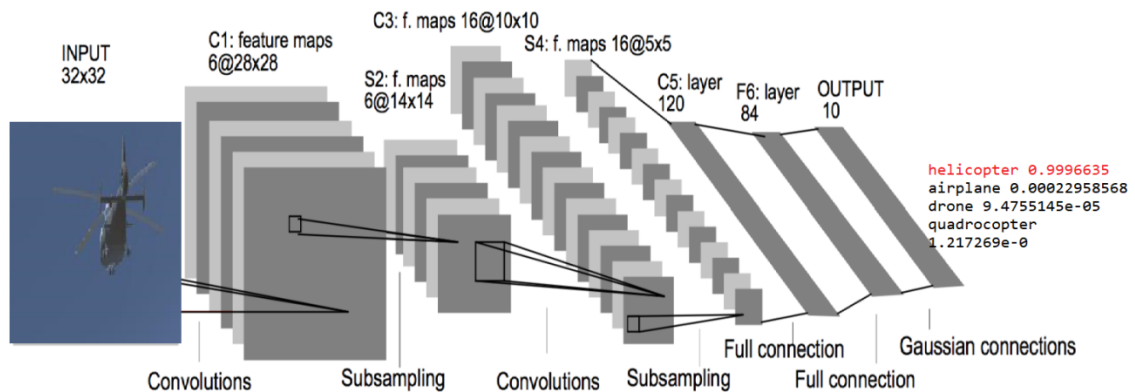 INPUT
32x32
C1: feature maps
6@28x28
S2: f. maps
6@14x14
C3: f. maps 16@10x10
S4: f. maps 16@5x5
C5: layer
120
F6: layer
84
OUTPUT
10
helicopter 0.9996635
airplane 0.00022958568
drone 9.4755145e-05
quadrocopter
1.217269e-0
Convolutions
Subsampling
Convolutions
Subsampling
Full connection
Full connection
Gaussian connections